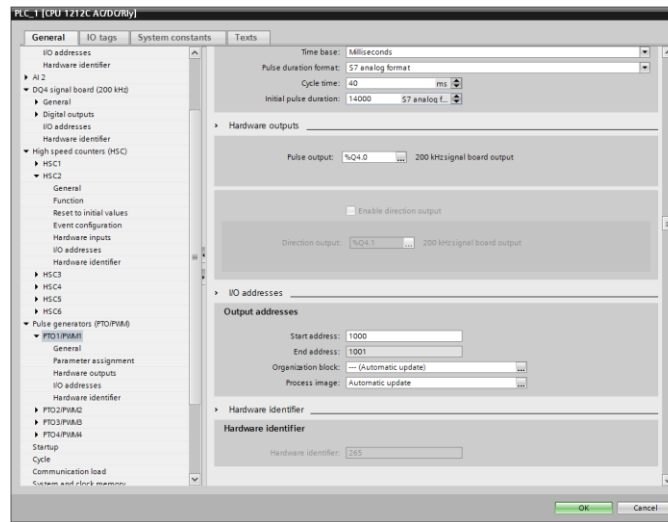 PLC_1 [CPU 1212C AC/DC/Rly]
General IO tags System constants Texts
I/O addresses
Hardware identifier
AI 2
DQ4 signal board (200 kHz)
General
Digital outputs
I/O addresses
Hardware identifier
High speed counters (HSC)
HSC1
HSC2
General
Function
Reset to initial values
Event configuration
Hardware inputs
I/O addresses
Hardware identifier
HSC3
HSC4
HSC5
HSC6
Pulse generators (PTO/PWM)
PTO1/PWM1
General
Parameter assignment
Hardware outputs
I/O addresses
Hardware identifier
PTO2/PWM2
PTO3/PWM3
PTO4/PWM4
Startup
Cycle
Communication load
System and clock memory
Time base: Milliseconds
Pulse duration format: S7 analog format
Cycle time: 40 ms
Initial pulse duration: 14000 S7 analog f...
Hardware outputs
Pulse output: %Q4.0 ... 200 kHz signal board output
Enable direction output
Direction output: %Q4.1 ... 200 kHz signal board output
I/O addresses
Output addresses
Start address: 1000
End address: 1001
Organization block: --- (Automatic update) ...
Process image: Automatic update ...
Hardware identifier
Hardware identifier
Hardware identifier: 265
OK Cancel